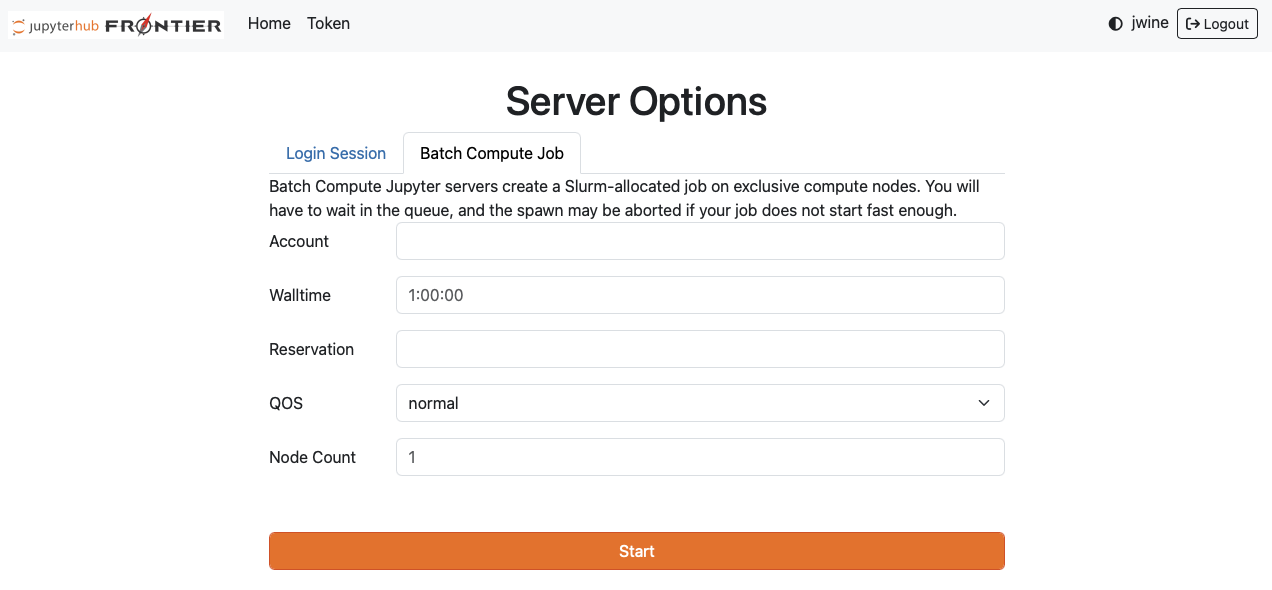 jupyterhub FRONTIER Home Token jwine Logout
Server Options
Login Session Batch Compute Job
Batch Compute Jupyter servers create a Slurm-allocated job on exclusive compute nodes. You will
have to wait in the queue, and the spawn may be aborted if your job does not start fast enough.
Account
Walltime 1:00:00
Reservation
QOS normal
Node Count 1
Start